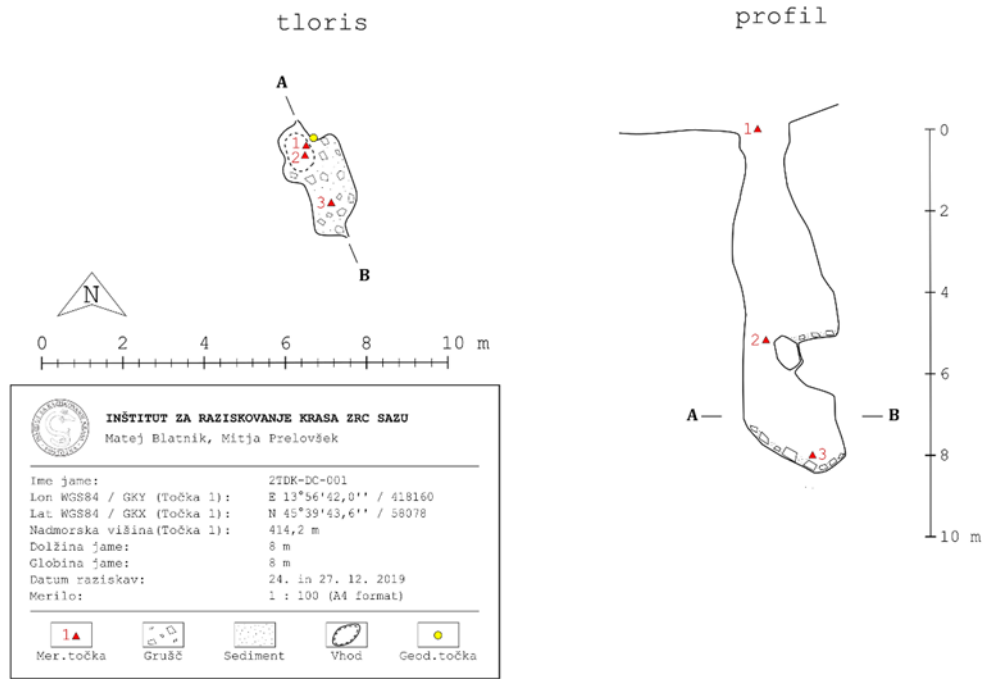 tloris
A
1
2
3
B
N
0 2 4 6 8 10 m
profil
1
2
3
A B
0
2
4
6
8
10 m
INŠTITUT ZA RAZISKOVANJE KRASA ZRC SAZU
Matej Blatnik, Mitja Prelovšek
Ime jame: 2TDK-DC-001
Lon WGS84 / GKY (Točka 1): E 13°56'42,0'' / 418160
Lat WGS84 / GKX (Točka 1): N 45°39'43,6'' / 58078
Nadmorska višina(Točka 1): 414,2 m
Dolžina jame: 8 m
Globina jame: 8 m
Datum raziskav: 24. in 27. 12. 2019
Merilo: 1 : 100 (A4 format)
1
Mer.točka Grušč Sediment Vhod Geod.točka